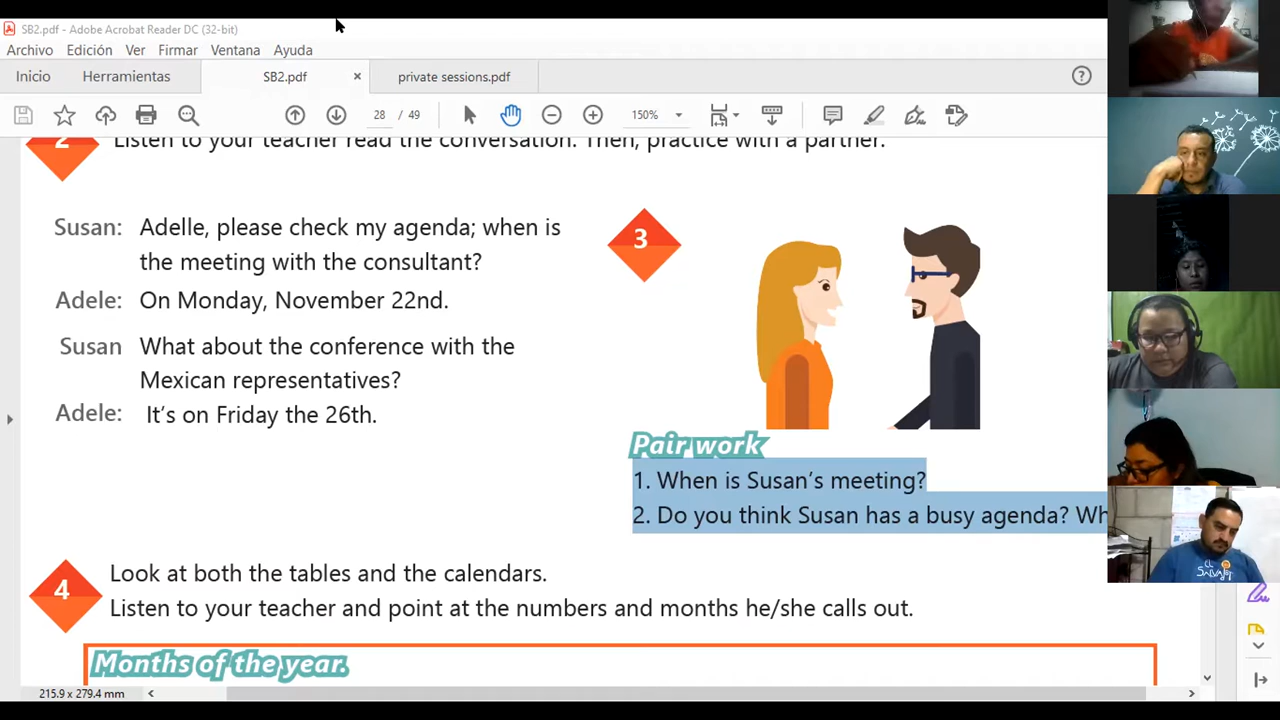 SB2.pdf - Adobe Acrobat Reader DC (32-bit)
Archivo Edición Ver Firmar Ventana Ayuda
Inicio Herramientas SB2.pdf × private sessions.pdf
28 / 49 150%
2 Listen to your teacher read the conversation. Then, practice with a partner.
Susan: Adelle, please check my agenda; when is
the meeting with the consultant?
Adele: On Monday, November 22nd.
Susan What about the conference with the
Mexican representatives?
Adele: It's on Friday the 26th.
3
Pair work
1. When is Susan's meeting?
2. Do you think Susan has a busy agenda? Wh
EL
SALVA
4 Look at both the tables and the calendars.
Listen to your teacher and point at the numbers and months he/she calls out.
Months of the year.
215.9 x 279.4 mm